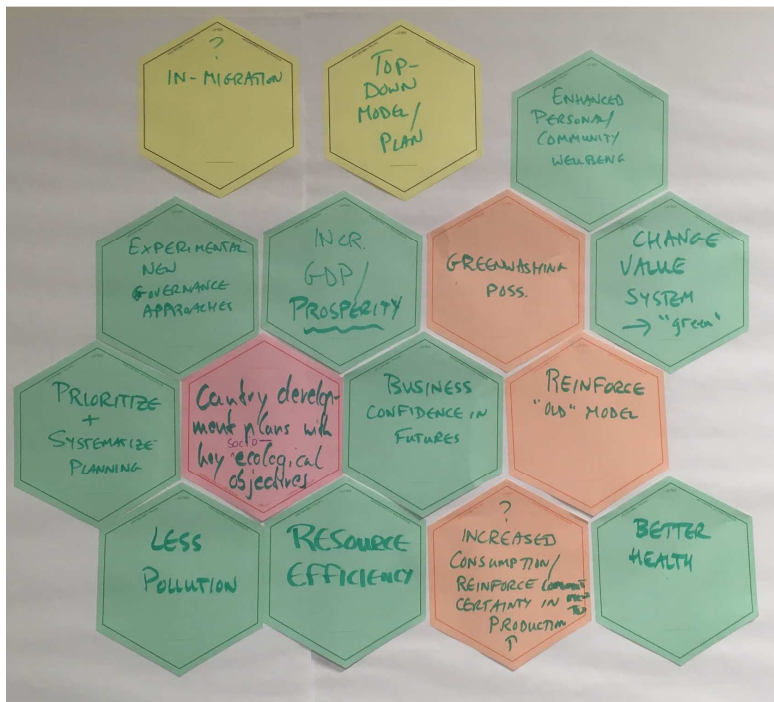 ?
IN-MIGRATION
TOP-
DOWN
MODEL/
PLAN
ENHANCED
PERSONAL/
COMMUNITY
WELLBEING
EXPERIMENTAL
NEW
GOVERNANCE
APPROACHES
INCR.
GDP/
PROSPERITY
GREENWASHING
POSS.
CHANGE
VALUE
SYSTEM
→ "green"
PRIORITIZE
+
SYSTEMATIZE
PLANNING
Country develop-
ment plans with
socio-
key ecological
objectives
BUSINESS
CONFIDENCE IN
FUTURES
REINFORCE
"OLD" MODEL
LESS
POLLUTION
RESOURCE
EFFICIENCY
?
INCREASED
CONSUMPTION/
REINFORCE
CERTAINTY IN
PRODUCTION
↑
BETTER
HEALTH